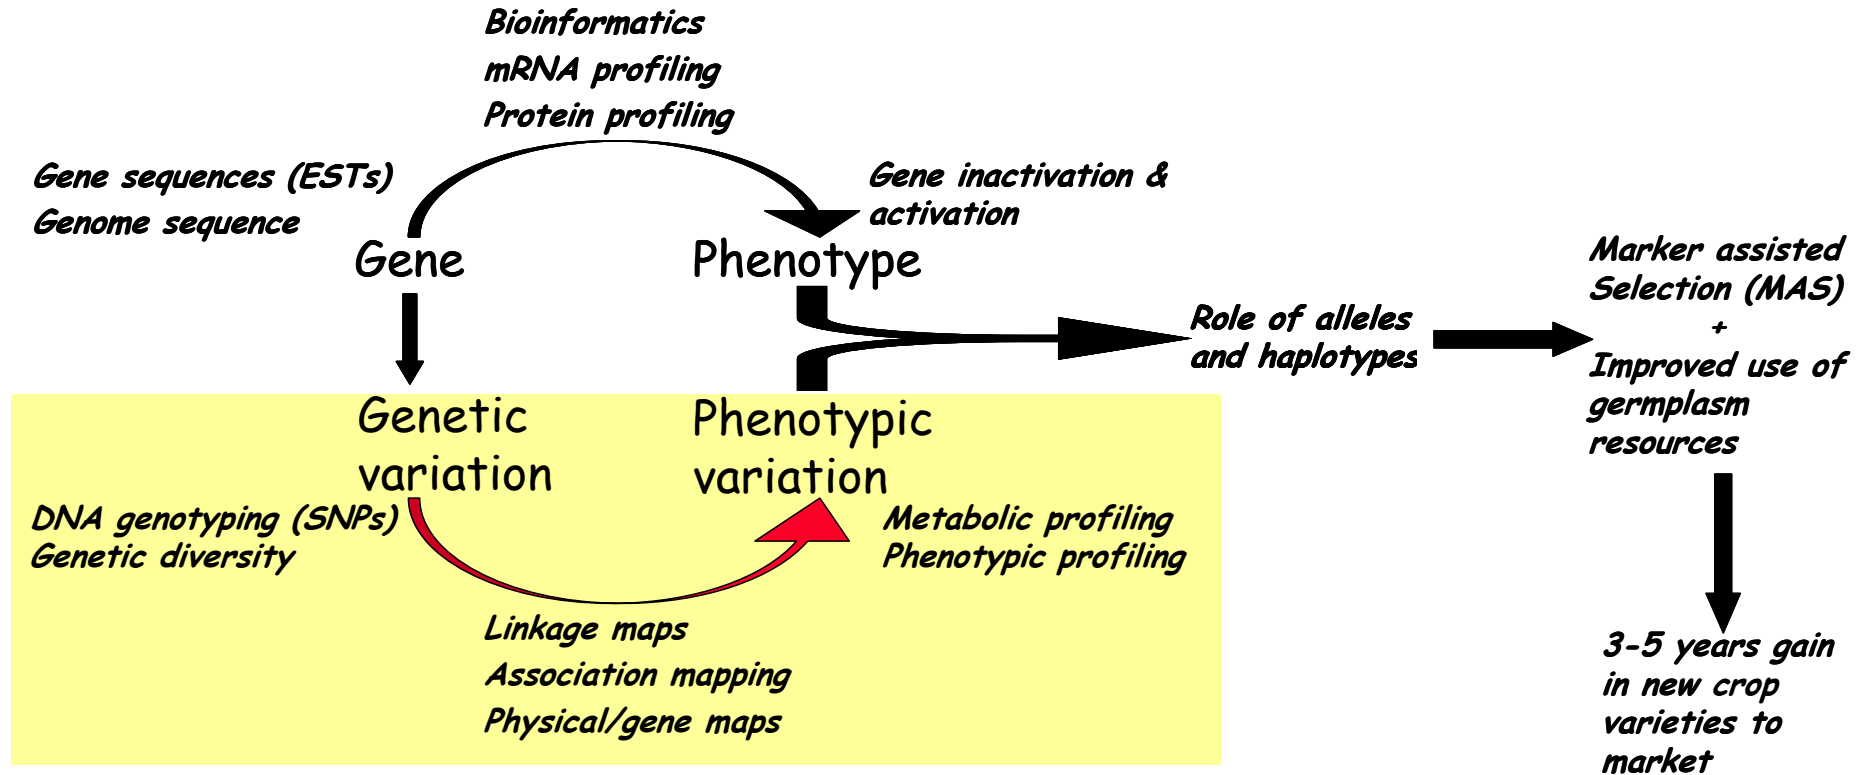 Bioinformatics
mRNA profiling
Protein profiling
Gene sequences (ESTs)
Genome sequence
Gene inactivation &
activation
Gene
Phenotype
Role of alleles
and haplotypes
Marker assisted
Selection (MAS)
+
Improved use of
germplasm
resources
Genetic
variation
Phenotypic
variation
DNA genotyping (SNPs)
Genetic diversity
Metabolic profiling
Phenotypic profiling
Linkage maps
Association mapping
Physical/gene maps
3-5 years gain
in new crop
varieties to
market